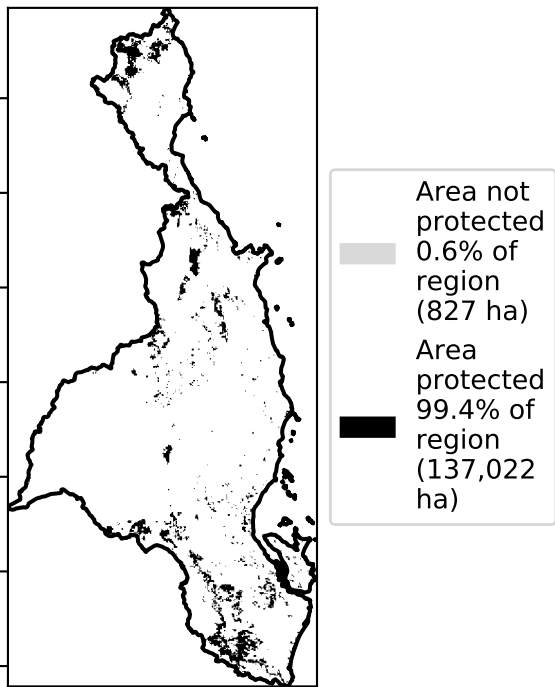 Area not
protected
0.6% of
region
(827 ha)
Area
protected
99.4% of
region
(137,022
ha)